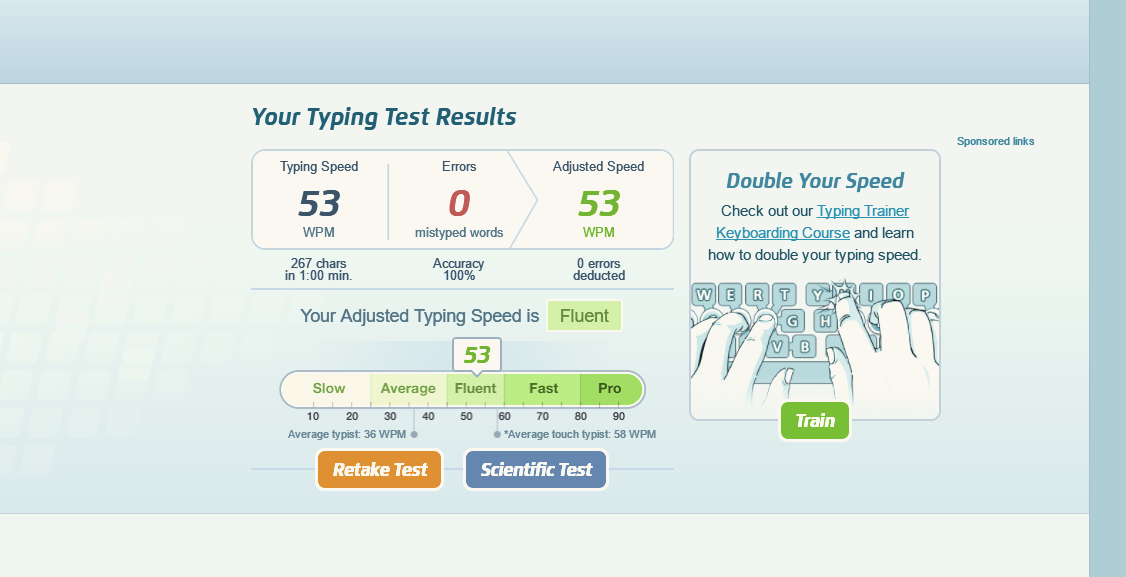 Your Typing Test Results
Sponsored links
Typing Speed
Errors
Adjusted Speed
53
0
53
WPM
mistyped words
WPM
267 chars
in 1:00 min.
Accuracy
100%
0 errors
deducted
Your Adjusted Typing Speed is Fluent
53
Slow Average Fluent Fast Pro
10 20 30 40 50 60 70 80 90
Average typist: 36 WPM
*Average touch typist: 58 WPM
Retake Test
Scientific Test
Double Your Speed
Check out our Typing Trainer
Keyboarding Course and learn
how to double your typing speed.
W E R T Y I O P
G H
V B
Train